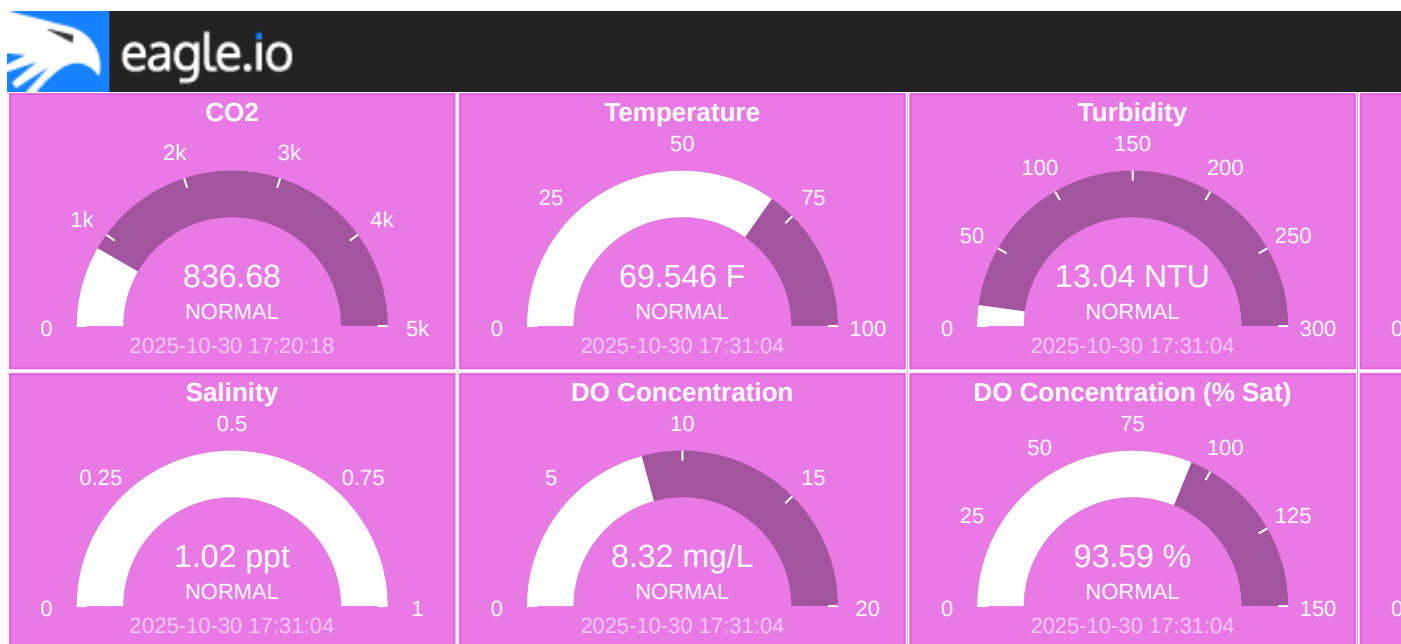 eagle.io
CO2
0
1k
2k
3k
4k
5k
836.68
NORMAL
2025-10-30 17:20:18
Temperature
0
25
50
75
100
69.546 F
NORMAL
2025-10-30 17:31:04
Turbidity
0
50
100
150
200
250
300
13.04 NTU
NORMAL
2025-10-30 17:31:04
0
Salinity
0
0.25
0.5
0.75
1
1.02 ppt
NORMAL
2025-10-30 17:31:04
DO Concentration
0
5
10
15
20
8.32 mg/L
NORMAL
2025-10-30 17:31:04
DO Concentration (% Sat)
0
25
50
75
100
125
150
93.59 %
NORMAL
2025-10-30 17:31:04
0